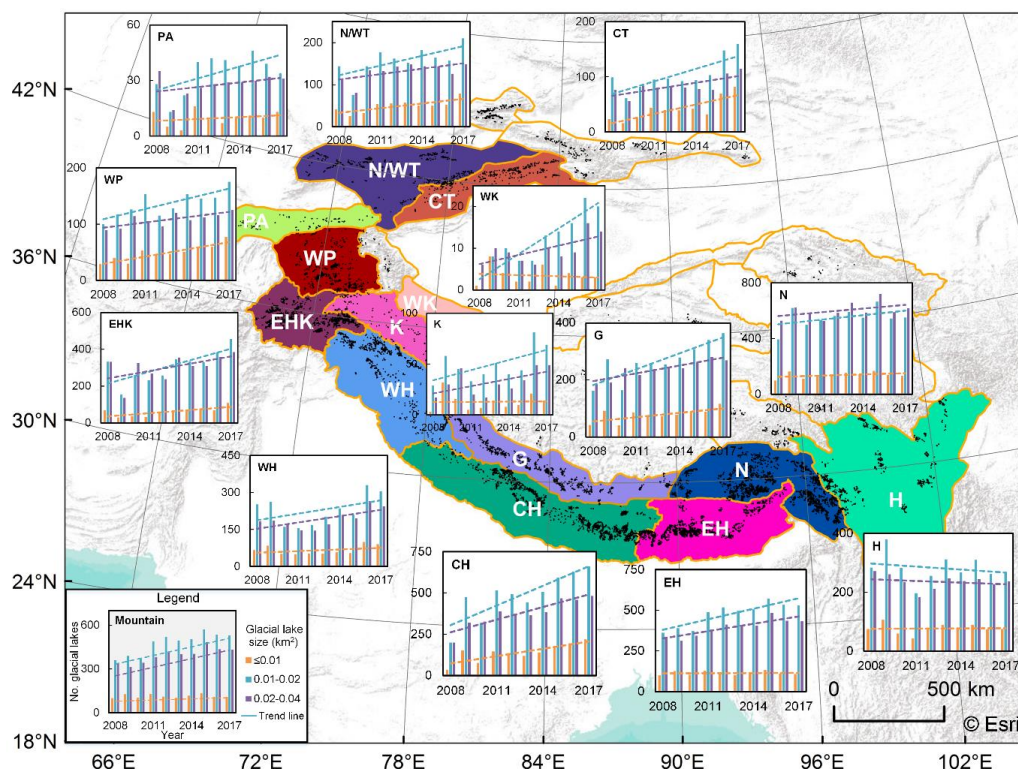 PA
60
30
0
2008 2011 2014 2017
N/WT
200
150
100
50
0
2008 2011 2014 2017
CT
200
100
0
2008 2011 2014 2017
42°N
36°N
30°N
24°N
18°N
WP
200
100
0
2008 2011 2014 2017
WK
20
10
0
2008 2011 2014 2017
EHK
600
400
200
0
2008 2011 2014 2017
K
100
50
0
2008 2011 2014 2017
G
400
200
0
2008 2011 2014 2017
N
800
400
0
2008 2011 2014 2017
WH
450
300
150
0
2008 2011 2014 2017
CH
750
500
250
0
2008 2011 2014 2017
EH
750
500
250
0
2008 2011 2014 2017
H
400
200
0
2008 2011 2014 2017
N/WT
CT
PA
WP
WK
EHK
K
WH
G
N
H
CH
EH
Legend
Mountain
No. glacial lakes
600
300
0
2008 2011 2014 2017
Year
Glacial lake
size (km²)
≤0.01
0.01-0.02
0.02-0.04
Trend line
0 500 km
© Esri
66°E 72°E 78°E 84°E 90°E 96°E 102°E